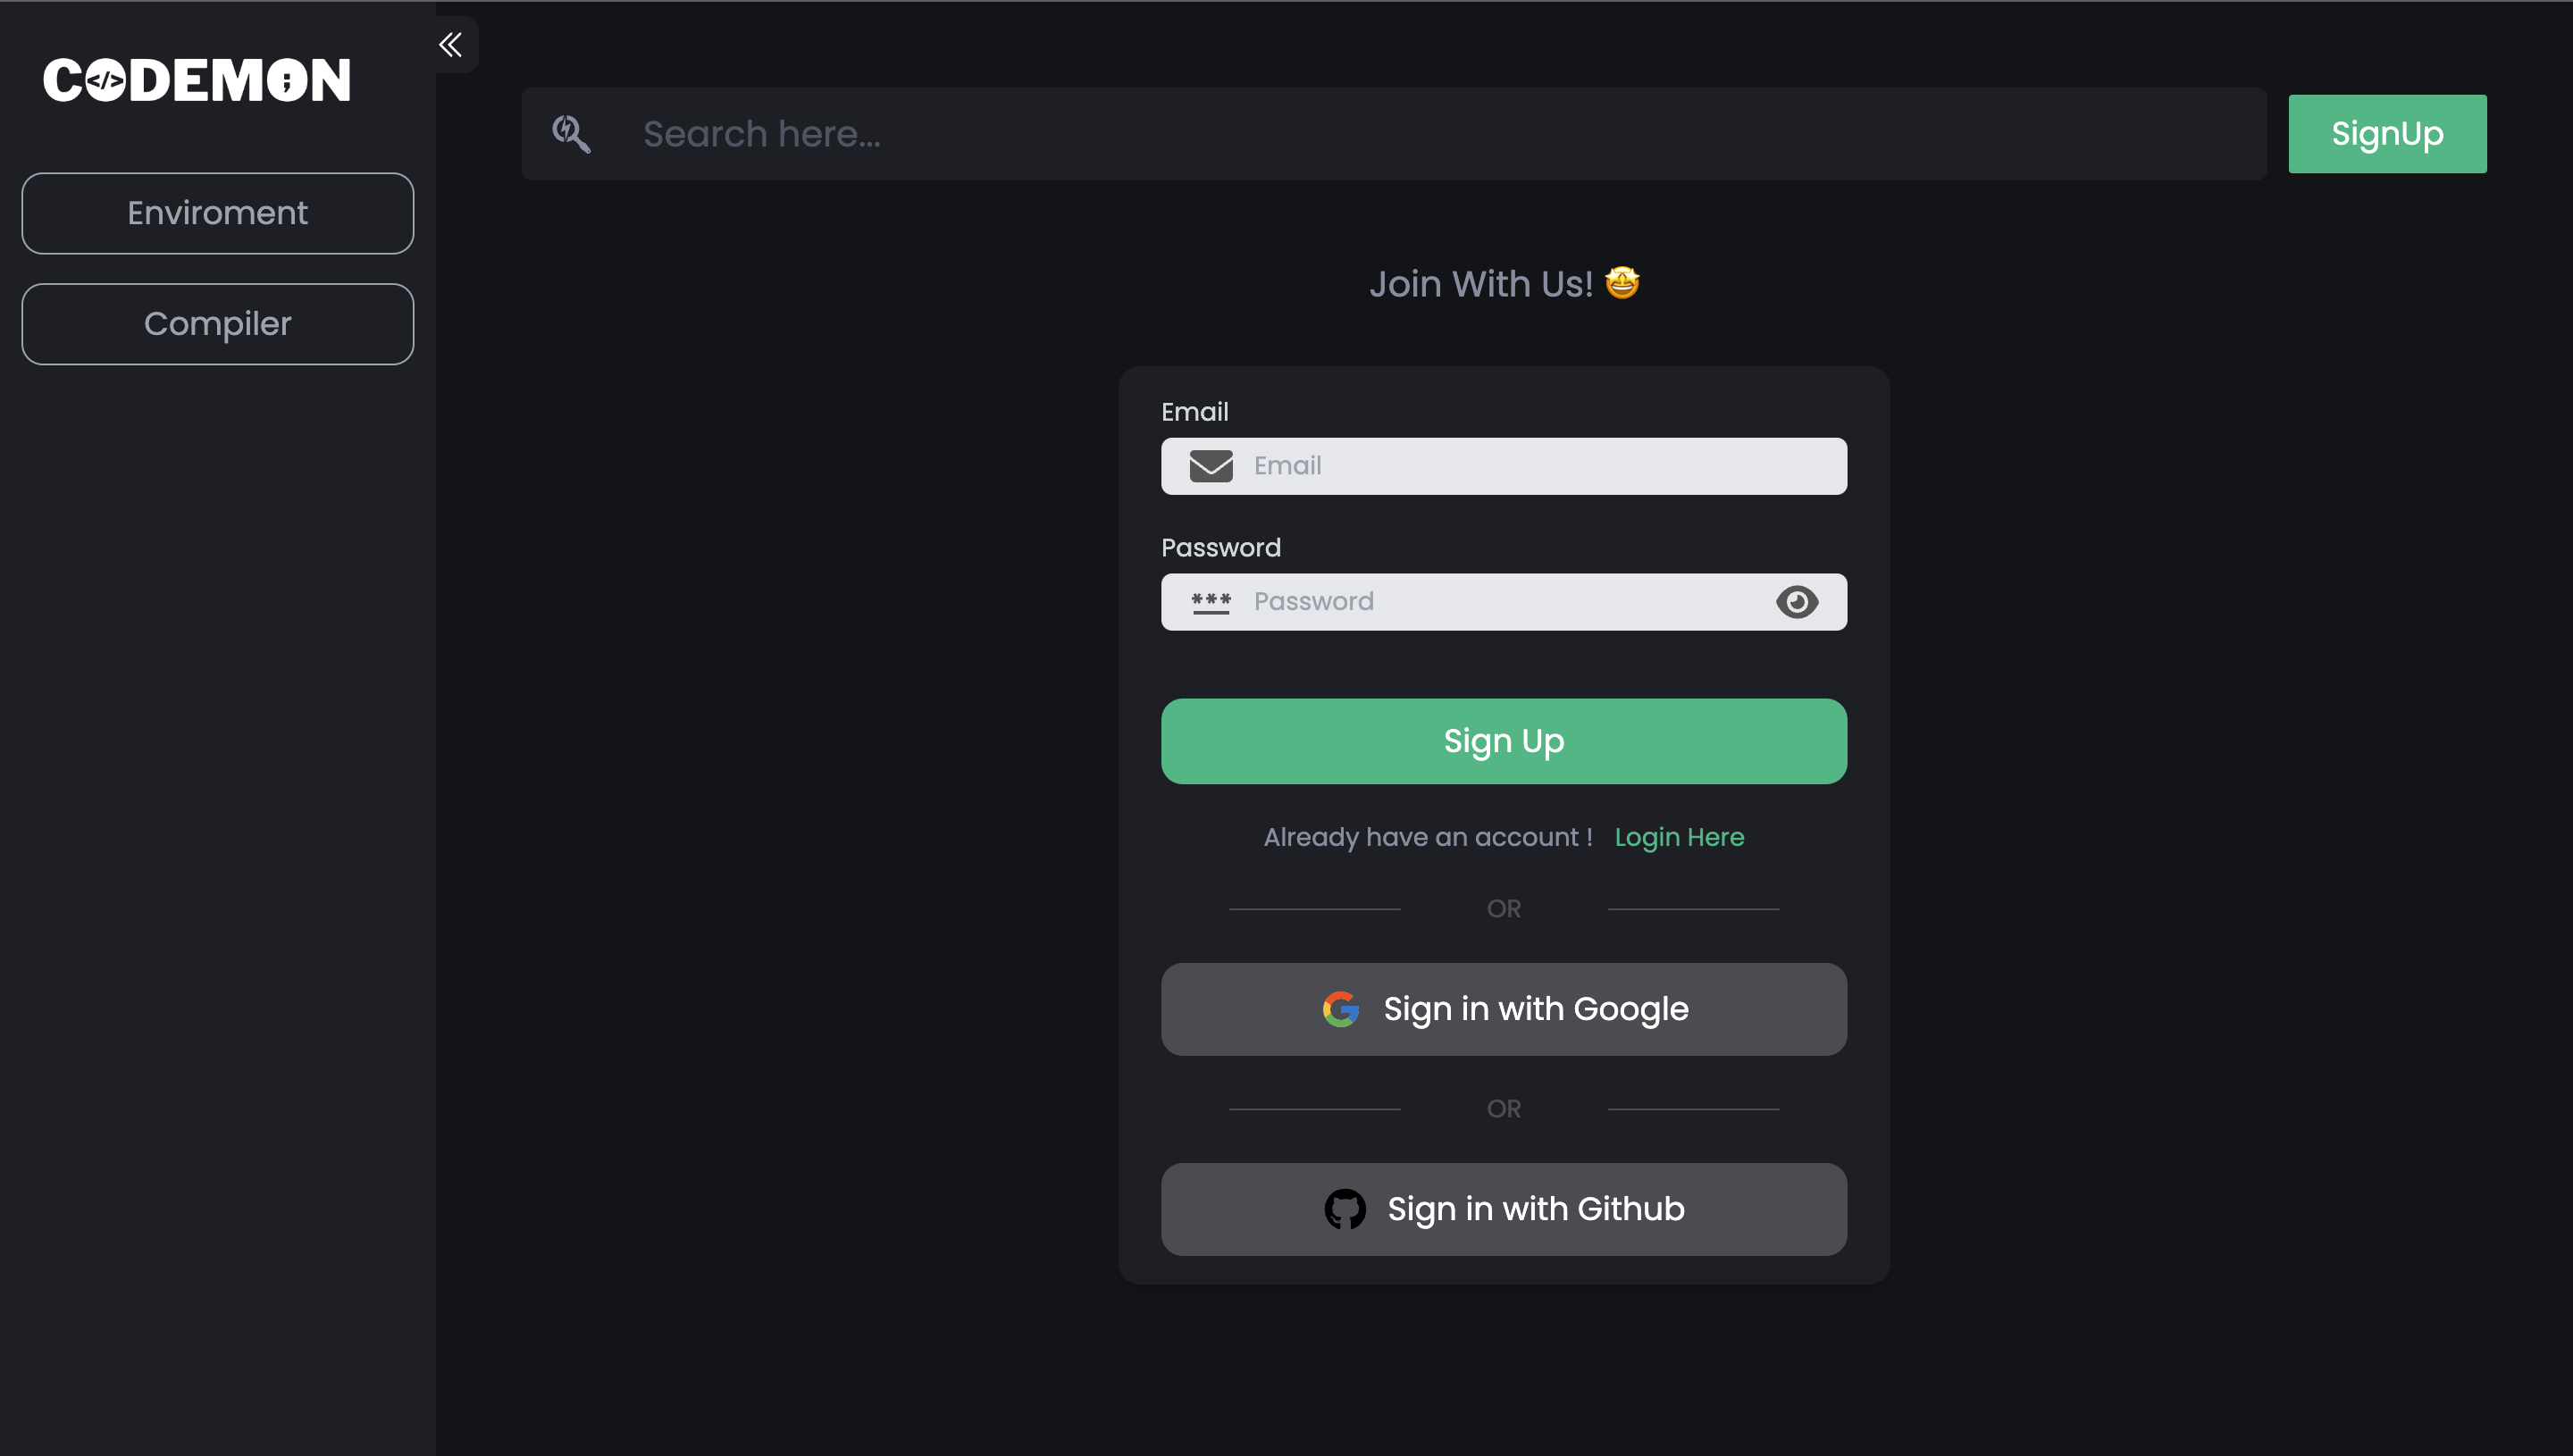 CODEMON
Enviroment
Compiler
Search here...
SignUp
Join With Us! 🤩
Email
Email
Password
*** Password
Sign Up
Already have an account ! Login Here
OR
Sign in with Google
OR
Sign in with Github